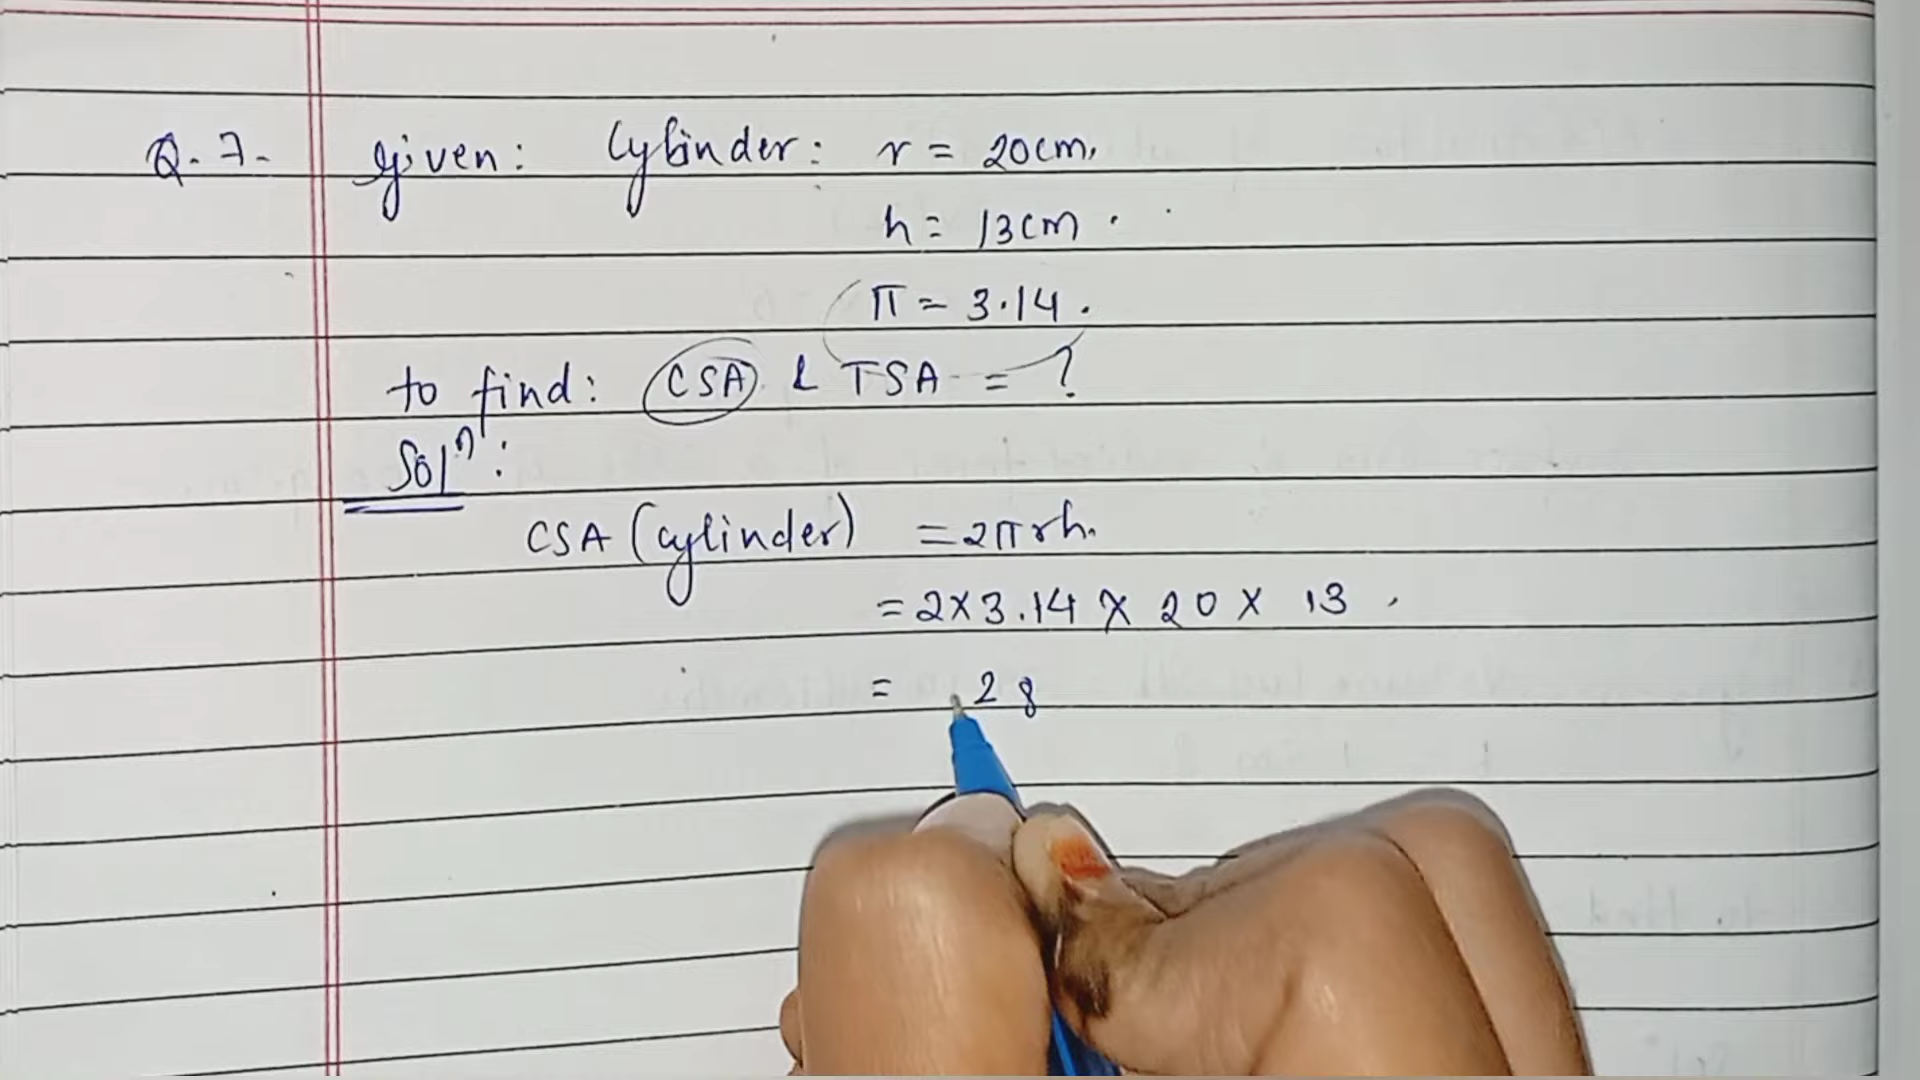 Q.7. Given: Cylinder: r = 20cm.
h = 13cm.
π = 3.14.
to find: CSA & TSA = ?
Solⁿ:
CSA (cylinder) = 2πrh.
= 2×3.14 × 20 × 13.
= 28